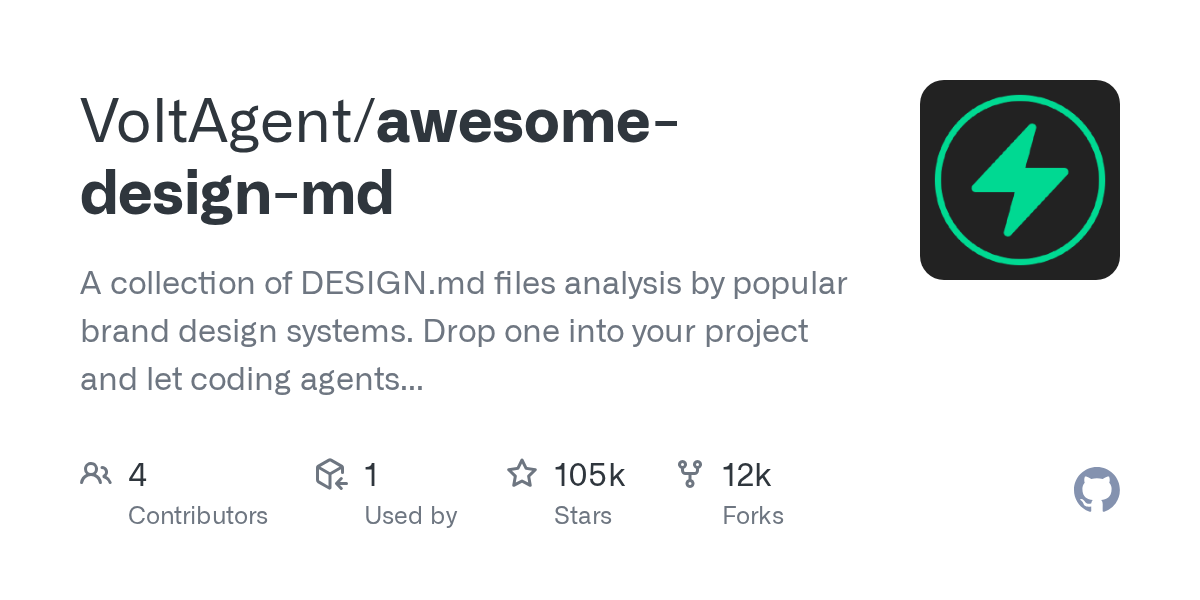 VoltAgent/awesome-
design-md
A collection of DESIGN.md files analysis by popular
brand design systems. Drop one into your project
and let coding agents...
4
Contributors
1
Used by
105k
Stars
12k
Forks